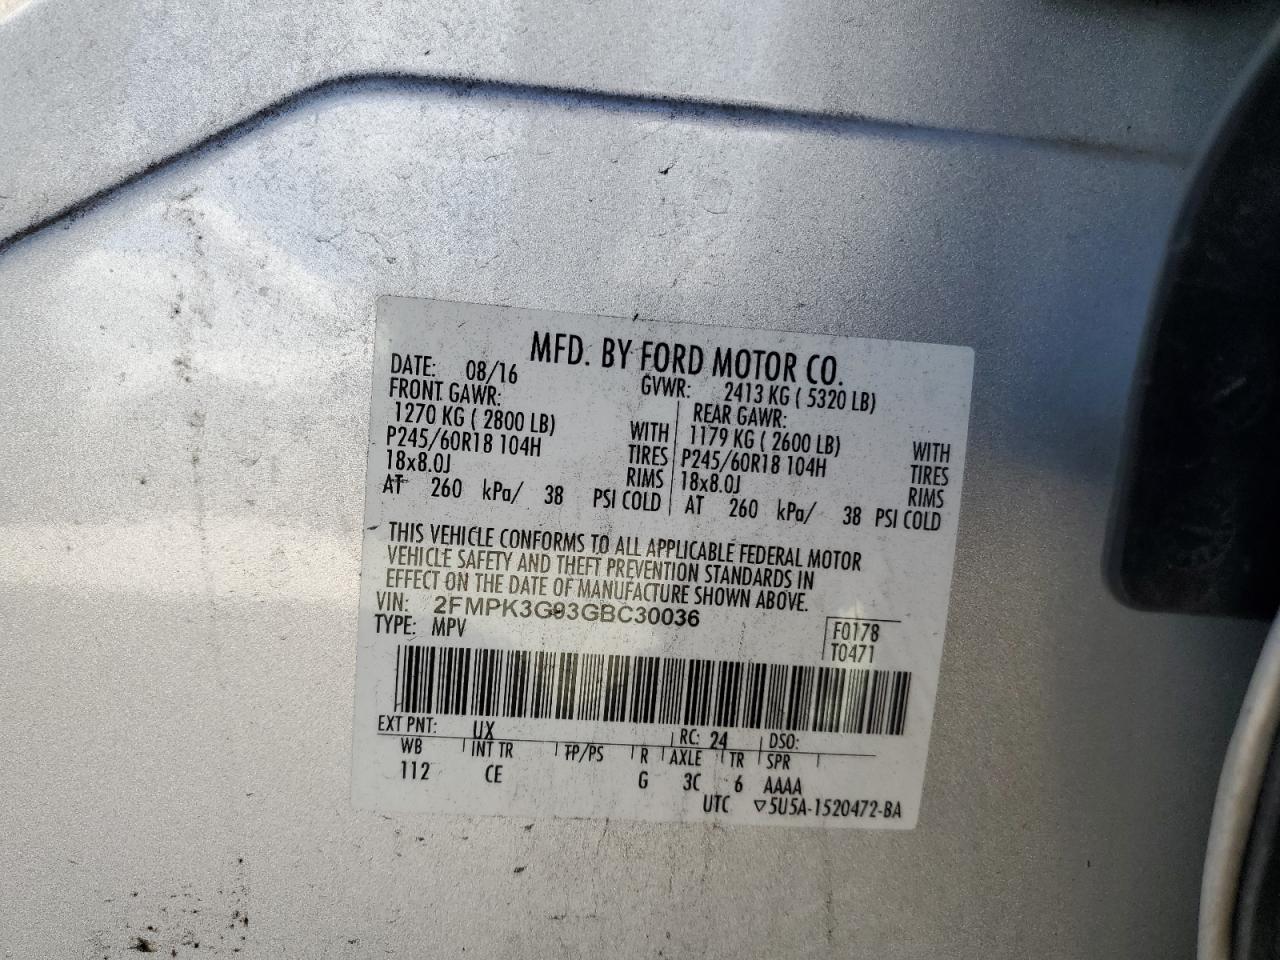 MFD. BY FORD MOTOR CO.
DATE: 08/16 GVWR: 2413 KG ( 5320 LB)
FRONT GAWR: REAR GAWR:
1270 KG ( 2800 LB) WITH 1179 KG ( 2600 LB) WITH
P245/60R18 104H TIRES P245/60R18 104H TIRES
18x8.0J RIMS 18x8.0J RIMS
AT 260 kPa/ 38 PSI COLD AT 260 kPa/ 38 PSI COLD
THIS VEHICLE CONFORMS TO ALL APPLICABLE FEDERAL MOTOR
VEHICLE SAFETY AND THEFT PREVENTION STANDARDS IN
EFFECT ON THE DATE OF MANUFACTURE SHOWN ABOVE.
VIN: 2FMPK3G93GBC30036
TYPE: MPV
F0178
T0471
EXT PNT: UX RC: 24 DSO:
WB INT TR TP/PS R AXLE TR SPR
112 CE G 3C 6 AAAA
UTC ▽5U5A-1520472-BA